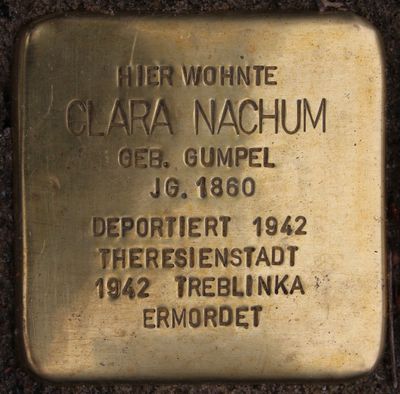 HIER WOHNTE
CLARA NACHUM
GEB. GUMPEL
JG. 1860
DEPORTIERT 1942
THERESIENSTADT
1942 TREBLINKA
ERMORDET